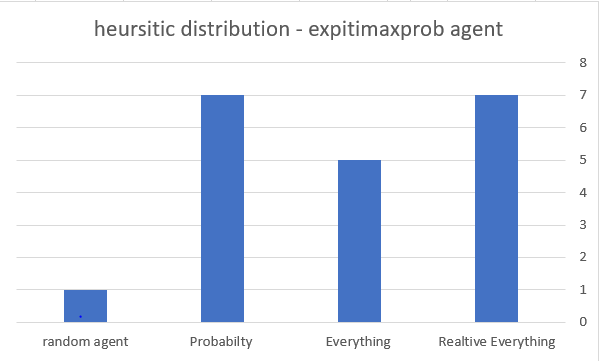 heursitic distribution - expitimaxprob agent
8
7
6
5
4
3
2
1
0
random agent
Probabilty
Everything
Realtive Everything